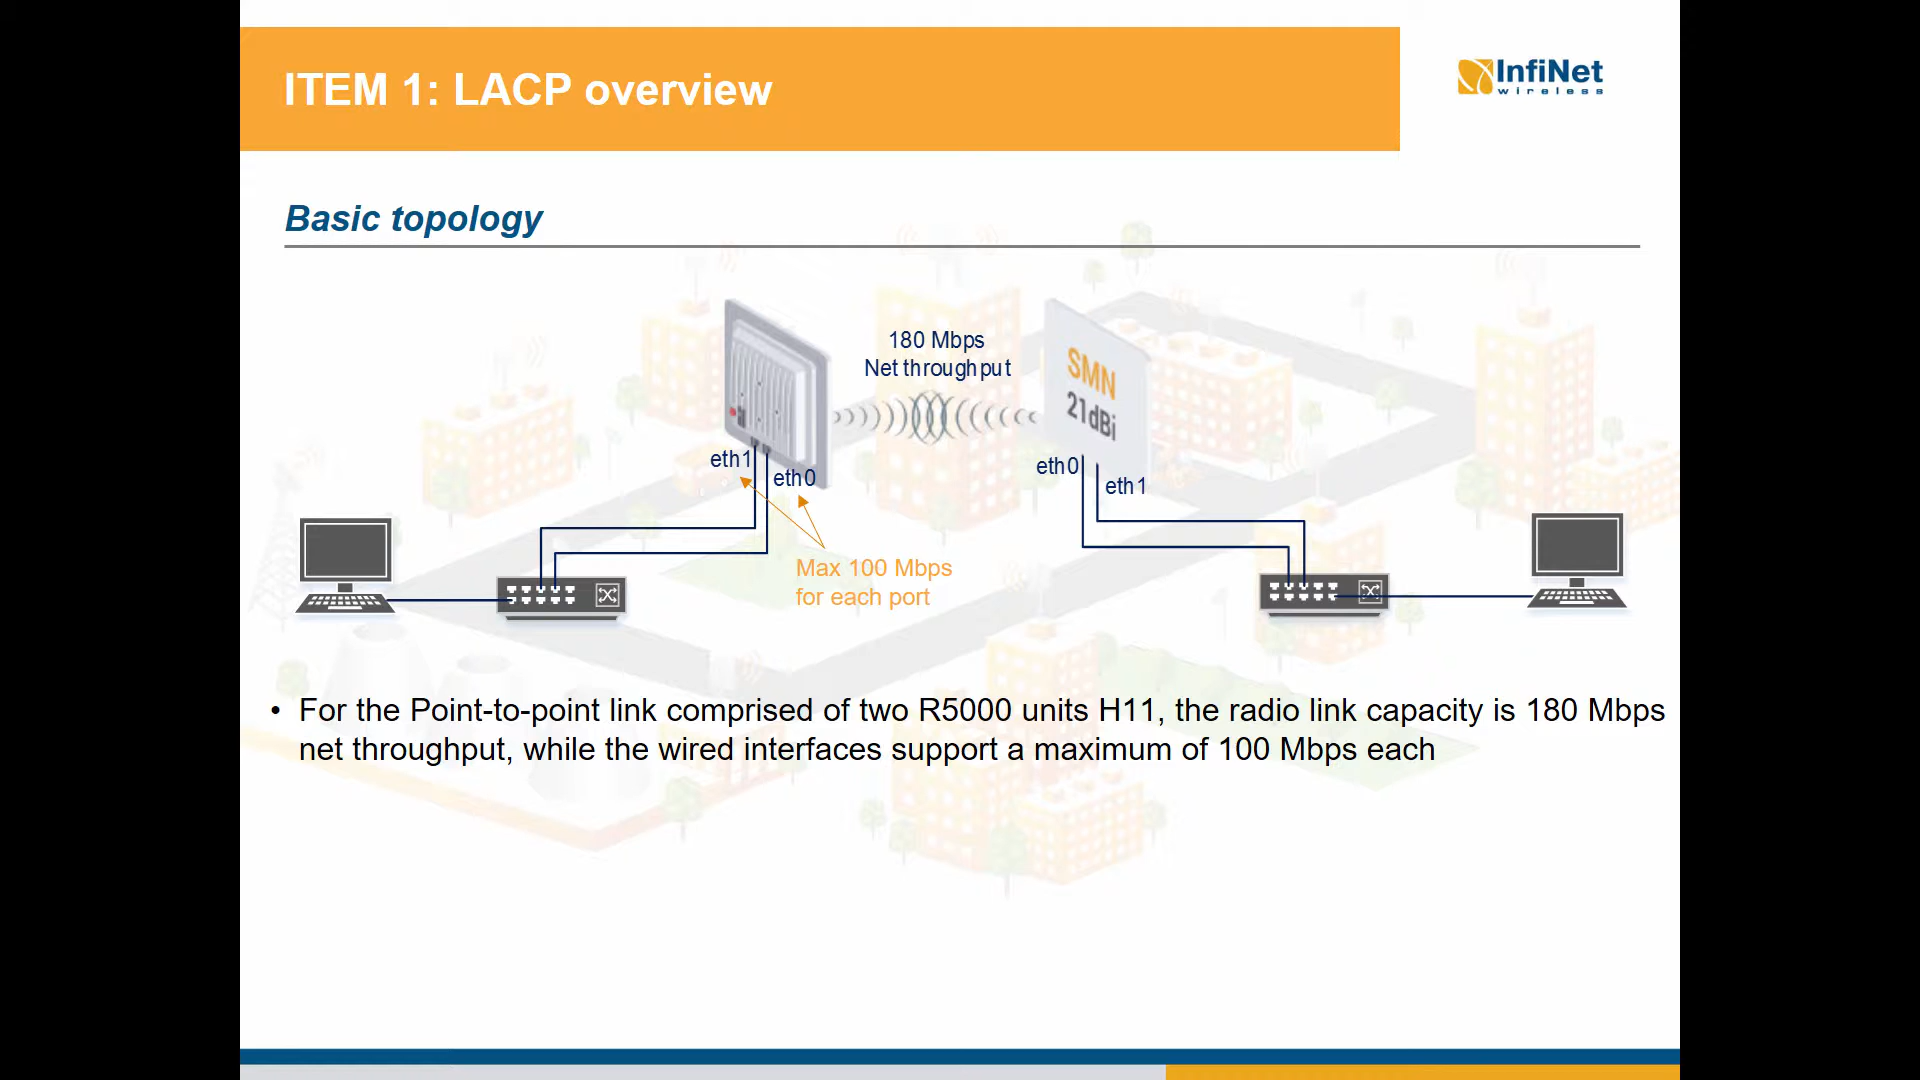 ITEM 1: LACP overview
InfiNet
wireless
Basic topology
180 Mbps
Net throughput
SMN
21dBi
eth1
eth0
eth0
eth1
Max 100 Mbps
for each port
• For the Point-to-point link comprised of two R5000 units H11, the radio link capacity is 180 Mbps
net throughput, while the wired interfaces support a maximum of 100 Mbps each